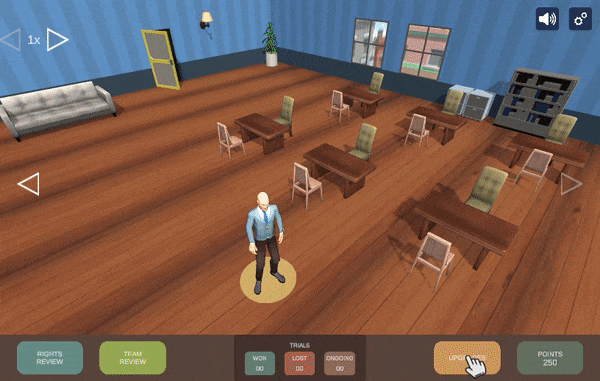 1x
RIGHTS
REVIEW
TEAM
REVIEW
TRIALS
WON
00
LOST
00
ONGOING
00
POINTS
250